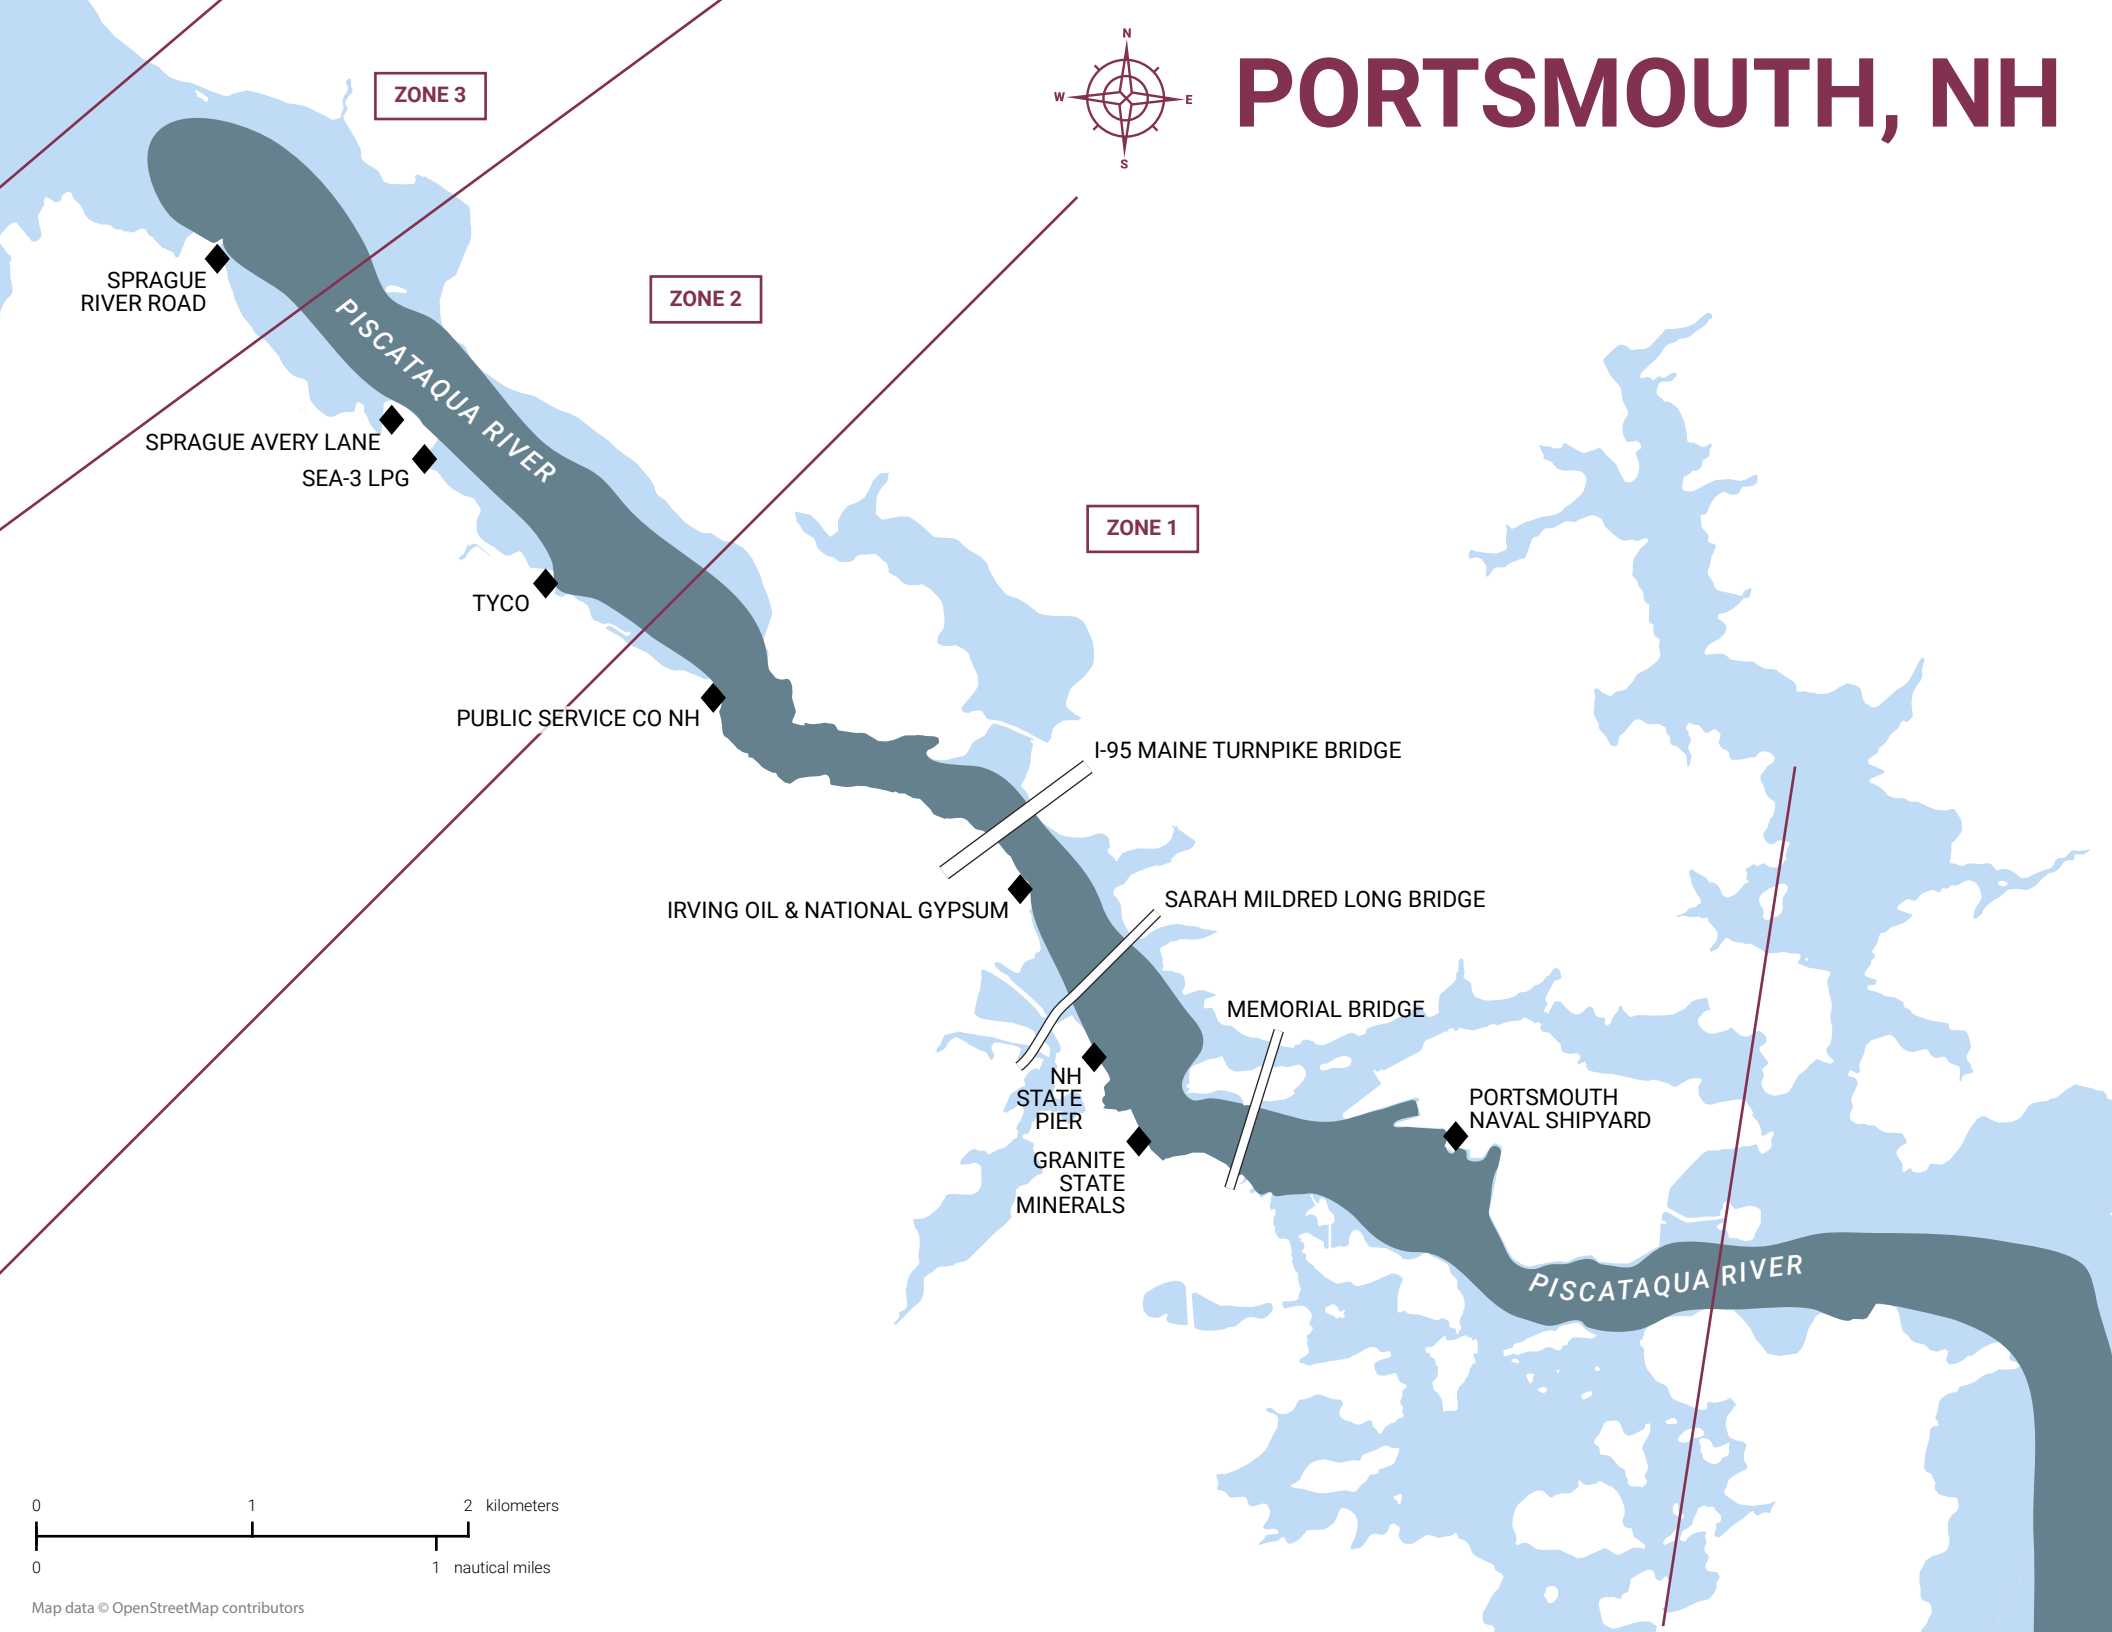 PORTSMOUTH, NH
N
W
E
S
ZONE 3
ZONE 2
ZONE 1
SPRAGUE
RIVER ROAD
PISCATAQUA RIVER
SPRAGUE AVERY LANE
SEA-3 LPG
TYCO
PUBLIC SERVICE CO NH
I-95 MAINE TURNPIKE BRIDGE
IRVING OIL & NATIONAL GYPSUM
SARAH MILDRED LONG BRIDGE
MEMORIAL BRIDGE
NH
STATE
PIER
PORTSMOUTH
NAVAL SHIPYARD
GRANITE
STATE
MINERALS
PISCATAQUA RIVER
0 1 2 kilometers
0 1 nautical miles
Map data © OpenStreetMap contributors